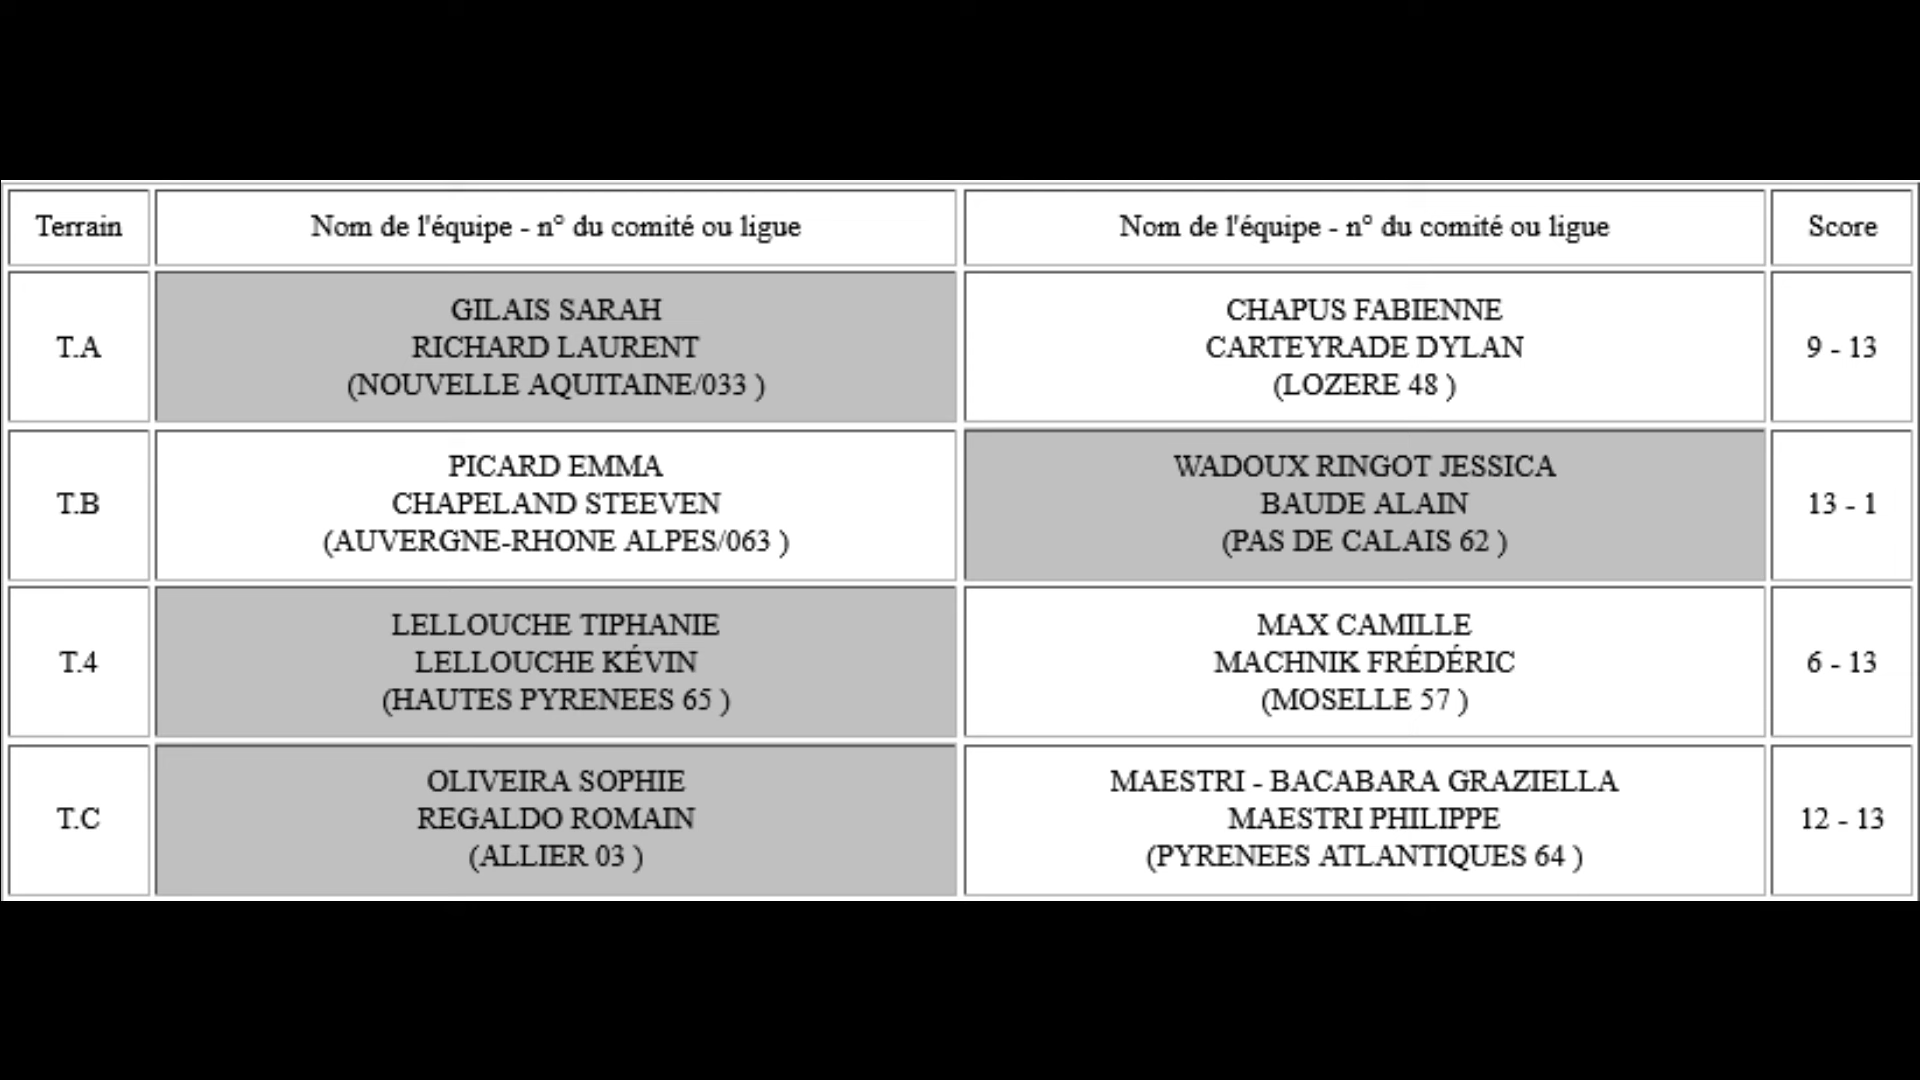 Terrain
Nom de l'équipe - n° du comité ou ligue
Nom de l'équipe - n° du comité ou ligue
Score
T.A
GILAIS SARAH
RICHARD LAURENT
(NOUVELLE AQUITAINE/033 )
CHAPUS FABIENNE
CARTEYRADE DYLAN
(LOZERE 48 )
9 - 13
T.B
PICARD EMMA
CHAPELAND STEEVEN
(AUVERGNE-RHONE ALPES/063 )
WADOUX RINGOT JESSICA
BAUDE ALAIN
(PAS DE CALAIS 62 )
13 - 1
T.4
LELLOUCHE TIPHANIE
LELLOUCHE KÉVIN
(HAUTES PYRENEES 65 )
MAX CAMILLE
MACHNIK FRÉDÉRIC
(MOSELLE 57 )
6 - 13
T.C
OLIVEIRA SOPHIE
REGALDO ROMAIN
(ALLIER 03 )
MAESTRI - BACABARA GRAZIELLA
MAESTRI PHILIPPE
(PYRENEES ATLANTIQUES 64 )
12 - 13